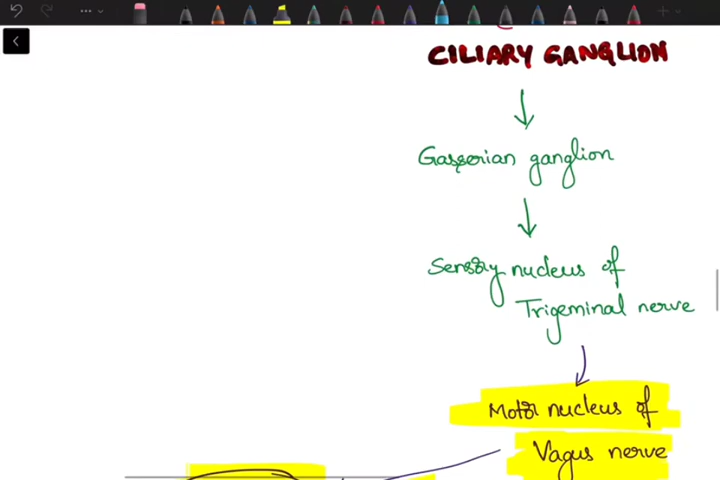 CILIARY GANGLION
Gasserian ganglion
Sensory nucleus of
Trigeminal nerve
Motor nucleus of
Vagus nerve